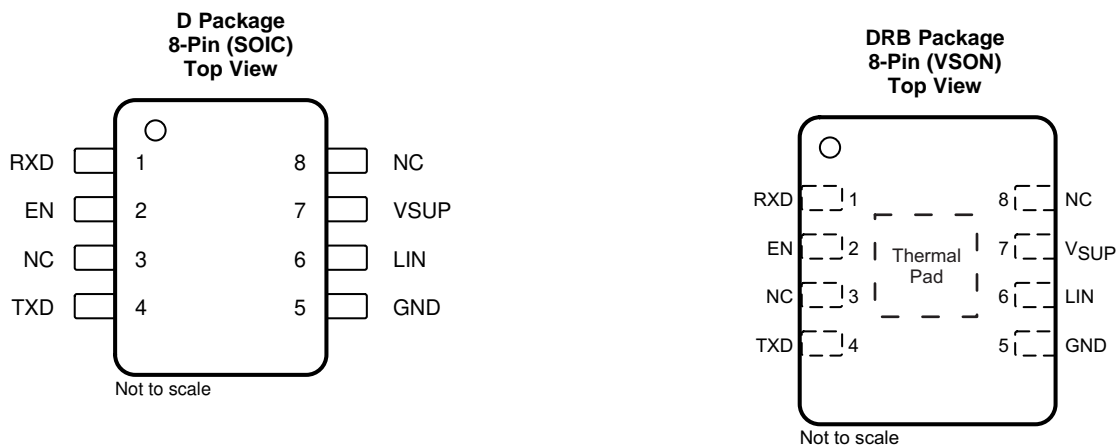 D Package
8-Pin (SOIC)
Top View
RXD 1 8 NC
EN 2 7 VSUP
NC 3 6 LIN
TXD 4 5 GND
Not to scale
DRB Package
8-Pin (VSON)
Top View
RXD 1 8 NC
EN 2 7 VSUP
Thermal
Pad
NC 3 6 LIN
TXD 4 5 GND
Not to scale